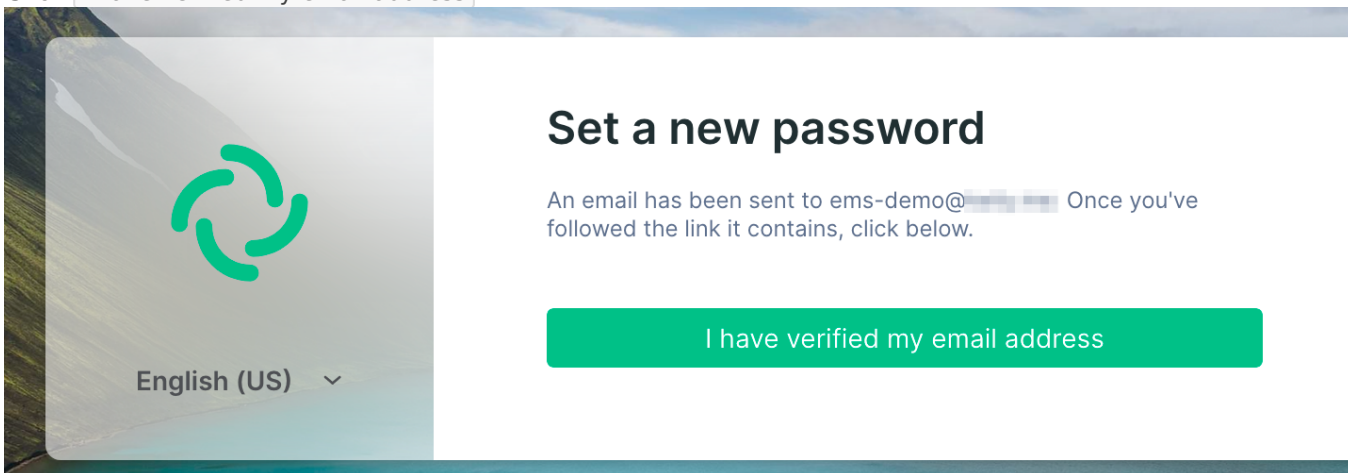 Set a new password
An email has been sent to ems-demo@ Once you've
followed the link it contains, click below.
I have verified my email address
English (US)